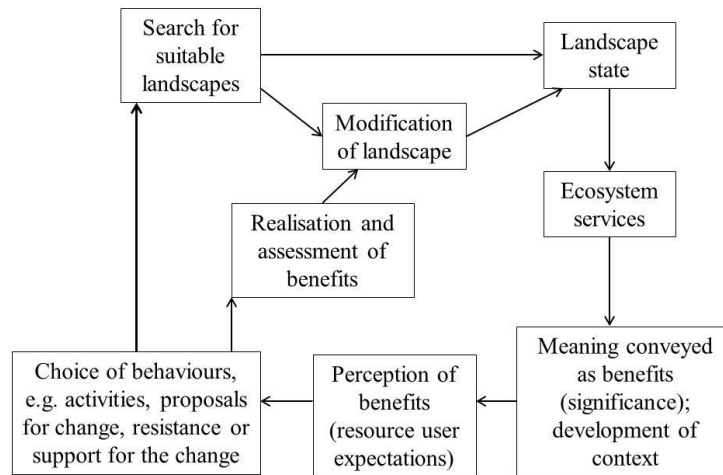 Search for
suitable
landscapes
Landscape
state
Modification
of landscape
Ecosystem
services
Realisation and
assessment of
benefits
Choice of behaviours,
e.g. activities, proposals
for change, resistance or
support for the change
Perception of
benefits
(resource user
expectations)
Meaning conveyed
as benefits
(significance);
development of
context